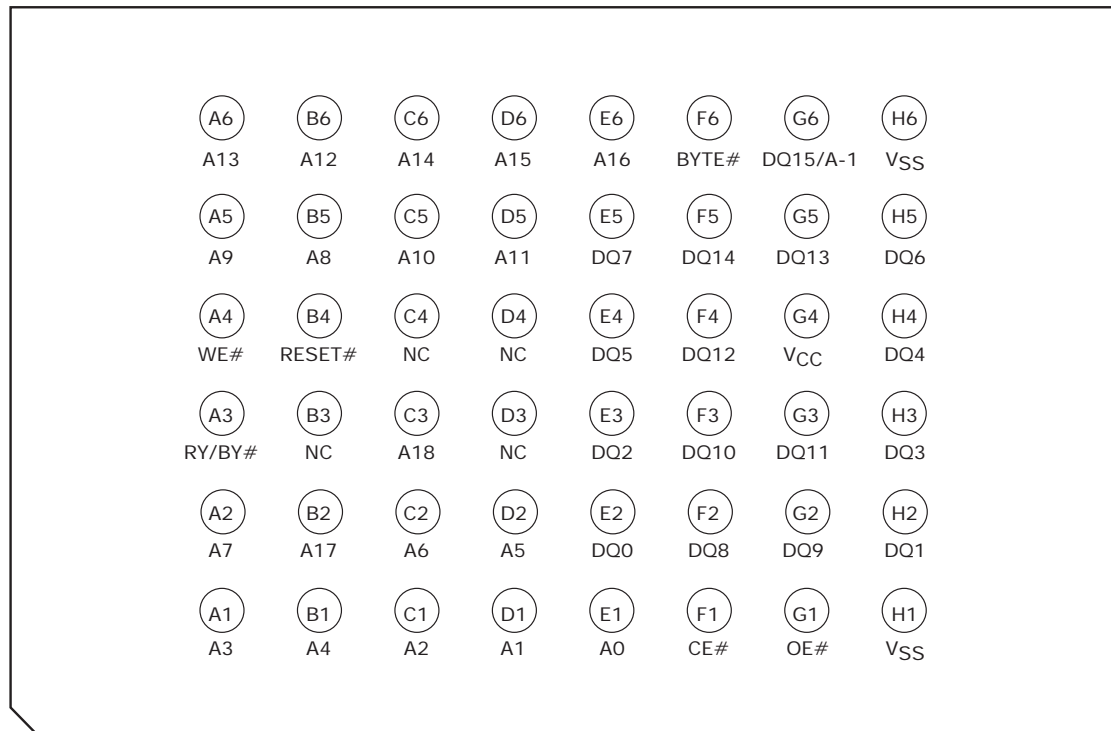 A6 B6 C6 D6 E6 F6 G6 H6
A13 A12 A14 A15 A16 BYTE# DQ15/A-1 VSS
A5 B5 C5 D5 E5 F5 G5 H5
A9 A8 A10 A11 DQ7 DQ14 DQ13 DQ6
A4 B4 C4 D4 E4 F4 G4 H4
WE# RESET# NC NC DQ5 DQ12 VCC DQ4
A3 B3 C3 D3 E3 F3 G3 H3
RY/BY# NC A18 NC DQ2 DQ10 DQ11 DQ3
A2 B2 C2 D2 E2 F2 G2 H2
A7 A17 A6 A5 DQ0 DQ8 DQ9 DQ1
A1 B1 C1 D1 E1 F1 G1 H1
A3 A4 A2 A1 A0 CE# OE# VSS